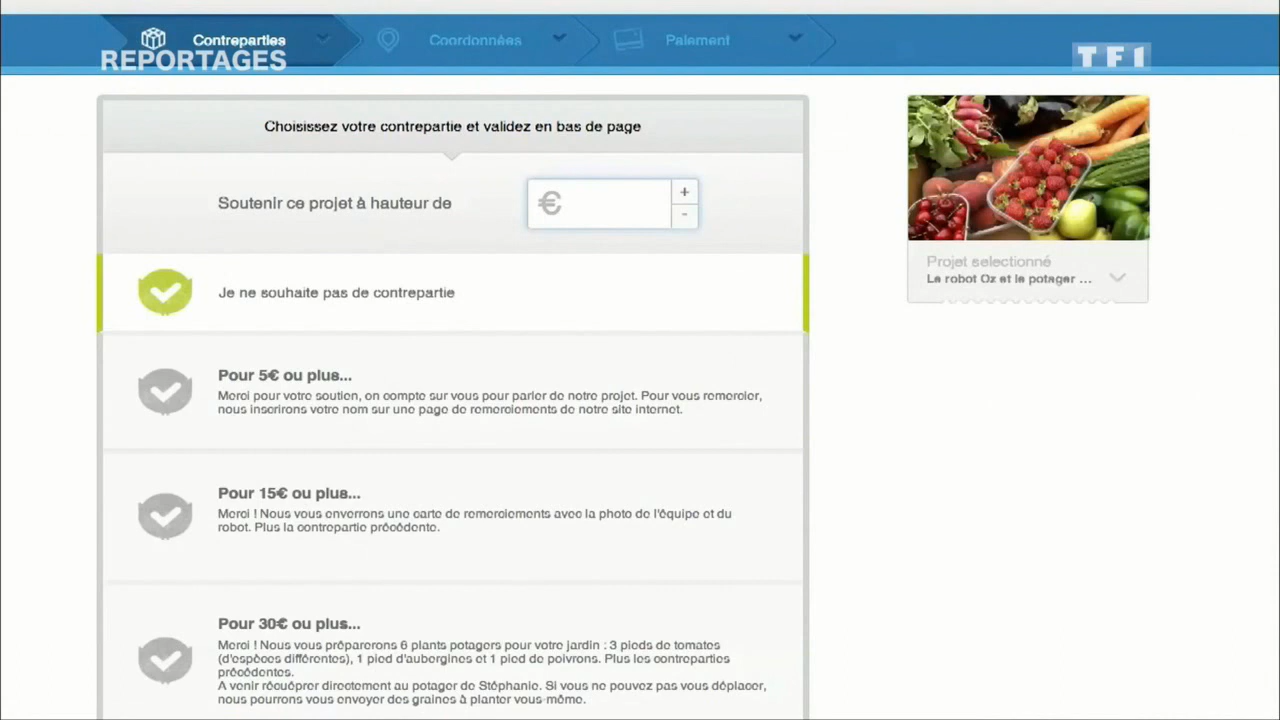 Contreparties
Coordonnées
Paiement
REPORTAGES
TF1
Choisissez votre contrepartie et validez en bas de page
Soutenir ce projet à hauteur de
€
+
-
Projet selectionné
Le robot Oz et le potager ...
Je ne souhaite pas de contrepartie
Pour 5€ ou plus...
Merci pour votre soutien, on compte sur vous pour parler de notre projet. Pour vous remercier,
nous inscrirons votre nom sur une page de remerciements de notre site internet.
Pour 15€ ou plus...
Merci ! Nous vous enverrons une carte de remerciements avec la photo de l'équipe et du
robot. Plus la contrepartie précédente.
Pour 30€ ou plus...
Merci ! Nous vous préparerons 6 plants potagers pour votre jardin : 3 pieds de tomates
(d'espèces différentes), 1 pied d'aubergines et 1 pied de poivrons. Plus les contreparties
précédentes.
A venir récupérer directement au potager de Stéphanie. Si vous ne pouvez pas vous déplacer,
nous pourrons vous envoyer des graines à planter vous-même.